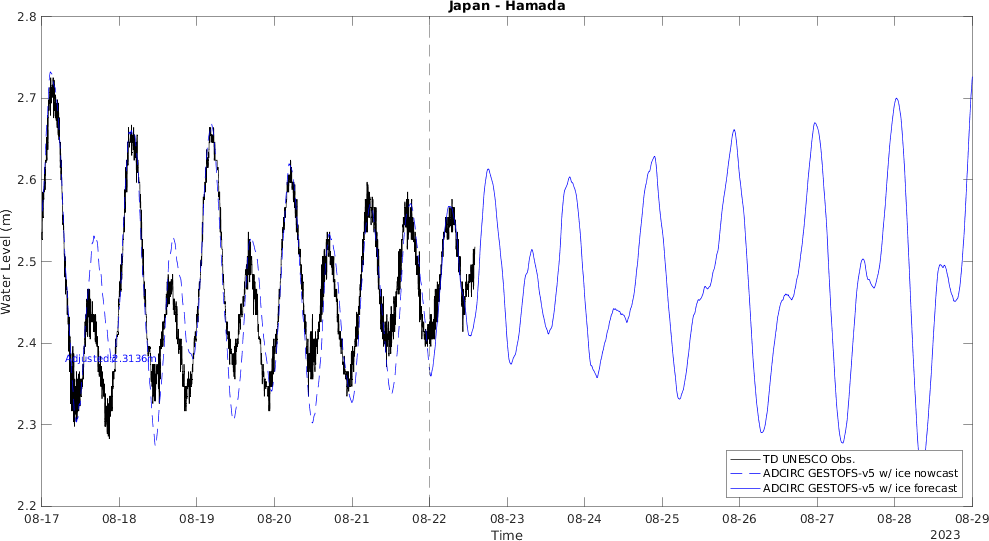 Japan - Hamada
Water Level (m)
2.8
2.7
2.6
2.5
2.4
2.3
2.2
Adjusted 2.3136m
TD UNESCO Obs.
ADCIRC GESTOFS-v5 w/ ice nowcast
ADCIRC GESTOFS-v5 w/ ice forecast
08-17 08-18 08-19 08-20 08-21 08-22 08-23 08-24 08-25 08-26 08-27 08-28 08-29
Time
2023